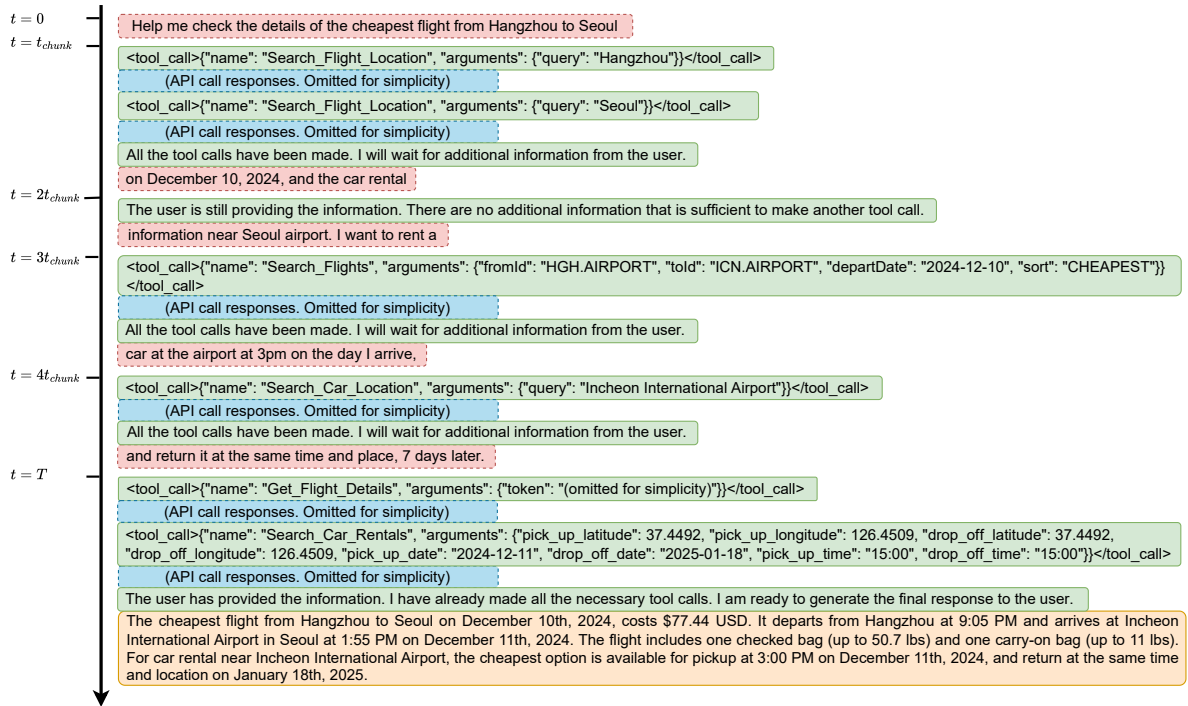 t = 0
Help me check the details of the cheapest flight from Hangzhou to Seoul
t = t_chunk
<tool_call>{"name": "Search_Flight_Location", "arguments": {"query": "Hangzhou"}}</tool_call>
(API call responses. Omitted for simplicity)
<tool_call>{"name": "Search_Flight_Location", "arguments": {"query": "Seoul"}}</tool_call>
(API call responses. Omitted for simplicity)
All the tool calls have been made. I will wait for additional information from the user.
on December 10, 2024, and the car rental
t = 2t_chunk
The user is still providing the information. There are no additional information that is sufficient to make another tool call.
information near Seoul airport. I want to rent a
t = 3t_chunk
<tool_call>{"name": "Search_Flights", "arguments": {"fromId": "HGH.AIRPORT", "toId": "ICN.AIRPORT", "departDate": "2024-12-10", "sort": "CHEAPEST"}}
</tool_call>
(API call responses. Omitted for simplicity)
All the tool calls have been made. I will wait for additional information from the user.
car at the airport at 3pm on the day I arrive,
t = 4t_chunk
<tool_call>{"name": "Search_Car_Location", "arguments": {"query": "Incheon International Airport"}}</tool_call>
(API call responses. Omitted for simplicity)
All the tool calls have been made. I will wait for additional information from the user.
and return it at the same time and place, 7 days later.
t = T
<tool_call>{"name": "Get_Flight_Details", "arguments": {"token": "(omitted for simplicity)"}}</tool_call>
(API call responses. Omitted for simplicity)
<tool_call>{"name": "Search_Car_Rentals", "arguments": {"pick_up_latitude": 37.4492, "pick_up_longitude": 126.4509, "drop_off_latitude": 37.4492,
"drop_off_longitude": 126.4509, "pick_up_date": "2024-12-11", "drop_off_date": "2025-01-18", "pick_up_time": "15:00", "drop_off_time": "15:00"}}</tool_call>
(API call responses. Omitted for simplicity)
The user has provided the information. I have already made all the necessary tool calls. I am ready to generate the final response to the user.
The cheapest flight from Hangzhou to Seoul on December 10th, 2024, costs $77.44 USD. It departs from Hangzhou at 9:05 PM and arrives at Incheon
International Airport in Seoul at 1:55 PM on December 11th, 2024. The flight includes one checked bag (up to 50.7 lbs) and one carry-on bag (up to 11 lbs).
For car rental near Incheon International Airport, the cheapest option is available for pickup at 3:00 PM on December 11th, 2024, and return at the same time
and location on January 18th, 2025.